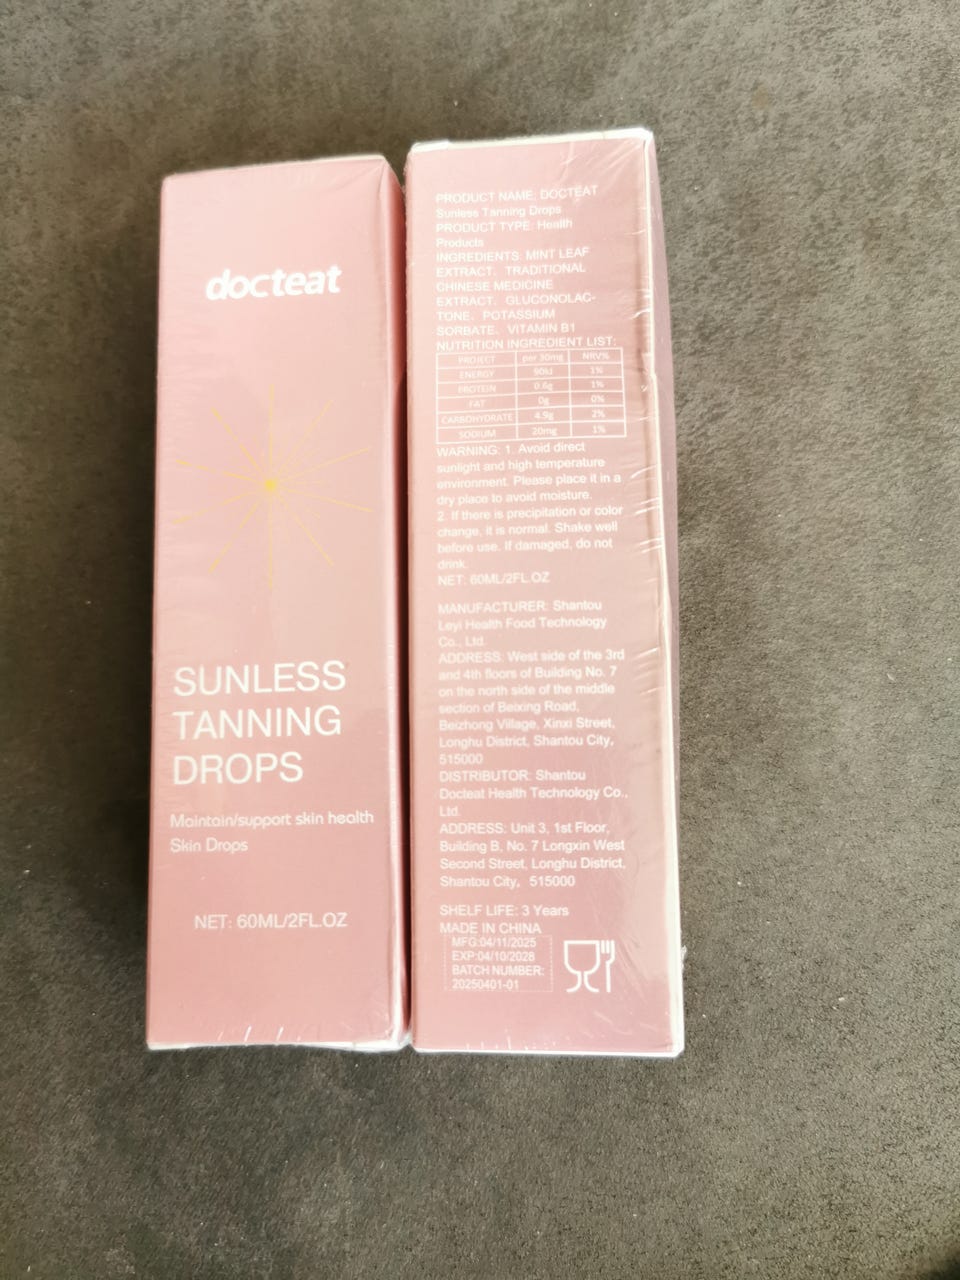 docteat
SUNLESS
TANNING
DROPS
Maintain/support skin health
Skin Drops
NET: 60ML/2FL.OZ
PRODUCT NAME: DOCTEAT
Sunless Tanning Drops
PRODUCT TYPE: Health
Products
INGREDIENTS: MINT LEAF
EXTRACT、TRADITIONAL
CHINESE MEDICINE
EXTRACT、GLUCONOLAC-
TONE、POTASSIUM
SORBATE、VITAMIN B1
NUTRITION INGREDIENT LIST:
PROJECT per 30mg NRV%
ENERGY 90kJ 1%
PROTEIN 0.6g 1%
FAT 0g 0%
CARBOHYDRATE 4.9g 2%
SODIUM 20mg 1%
WARNING: 1. Avoid direct
sunlight and high temperature
environment. Please place it in a
dry place to avoid moisture.
2. If there is precipitation or color
change, it is normal. Shake well
before use. If damaged, do not
drink.
NET: 60ML/2FL.OZ
MANUFACTURER: Shantou
Leyi Health Food Technology
Co., Ltd.
ADDRESS: West side of the 3rd
and 4th floors of Building No. 7
on the north side of the middle
section of Beixing Road,
Beizhong Village, Xinxi Street,
Longhu District, Shantou City,
515000
DISTRIBUTOR: Shantou
Docteat Health Technology Co.,
Ltd.
ADDRESS: Unit 3, 1st Floor,
Building B, No. 7 Longxin West
Second Street, Longhu District,
Shantou City, 515000
SHELF LIFE: 3 Years
MADE IN CHINA
MFG:04/11/2025
EXP:04/10/2028
BATCH NUMBER:
20250401-01